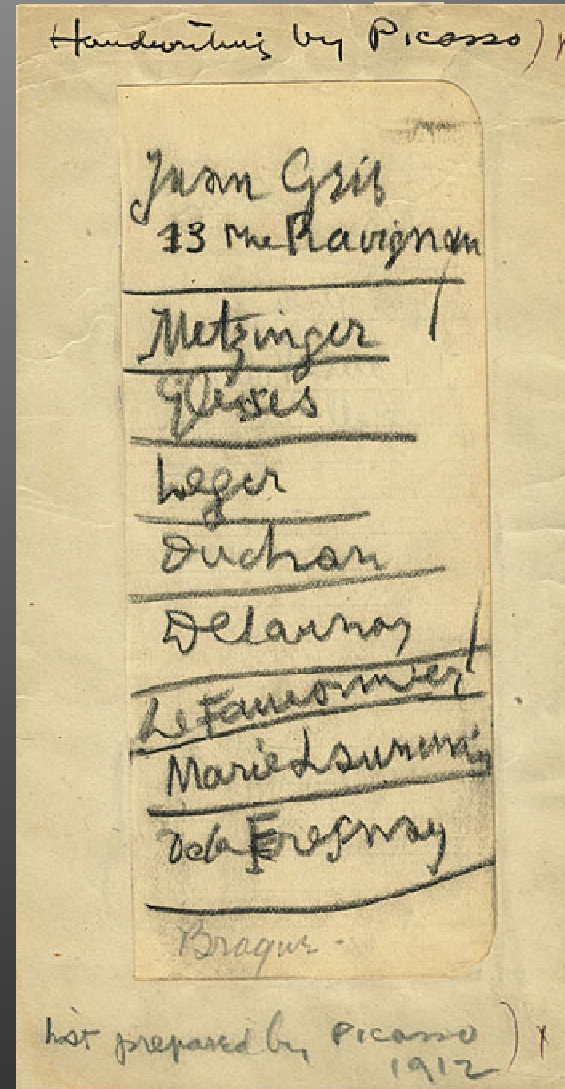 Handwriting by Picasso)
Juan Gris
13 Rue Ravignan
Metzinger
Gleses
Leger
Duchan
Delaunay
Le Fauconnier
Marie Laurencin
De la Fresnay
Braque -
List prepared by Picasso) x
1912